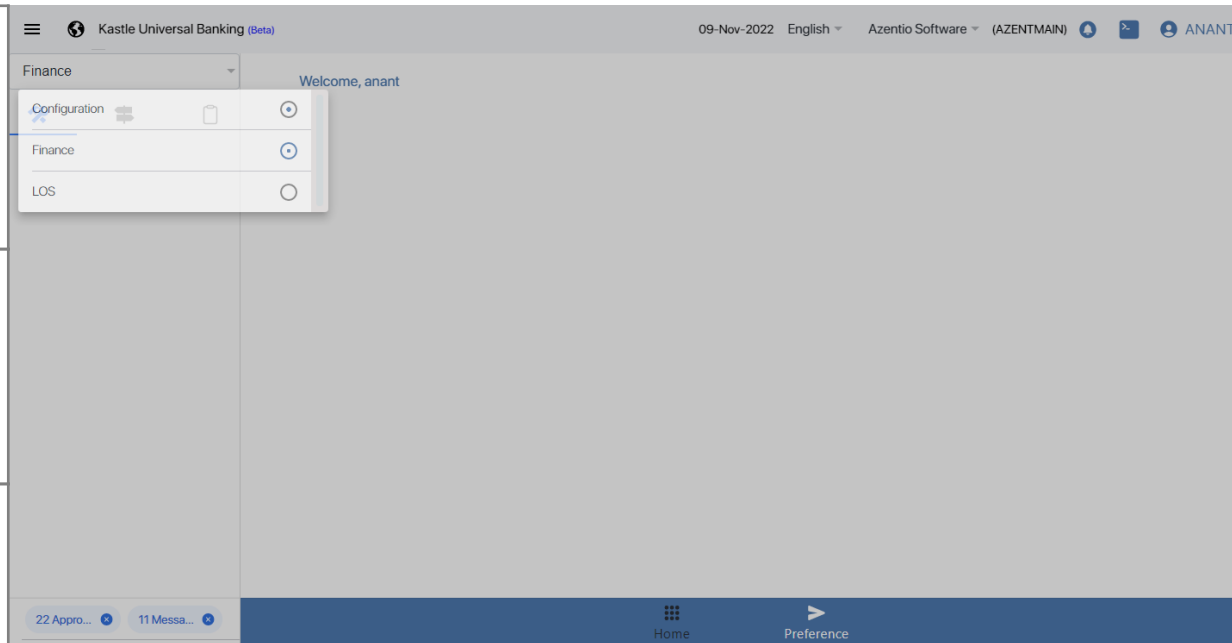 Kastle Universal Banking (Beta) 09-Nov-2022 English Azentio Software (AZENTMAIN) ANANT
Finance
Welcome, anant
Configuration
Finance
LOS
22 Appro... 11 Messa...
Home Preference